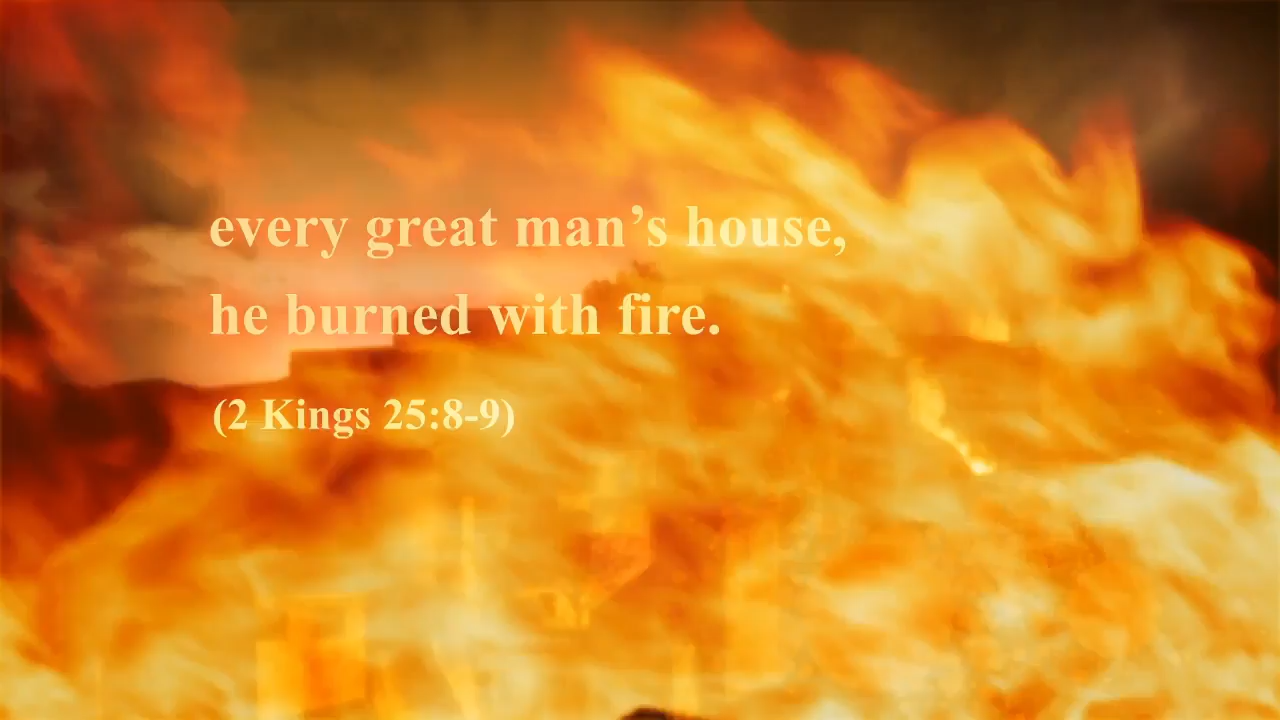 every great man’s house,
he burned with fire.
(2 Kings 25:8-9)